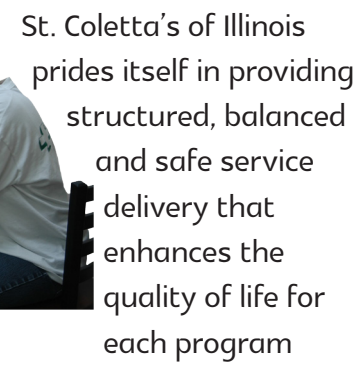 St. Coletta's of Illinois
prides itself in providing
structured, balanced
and safe service
delivery that
enhances the
quality of life for
each program